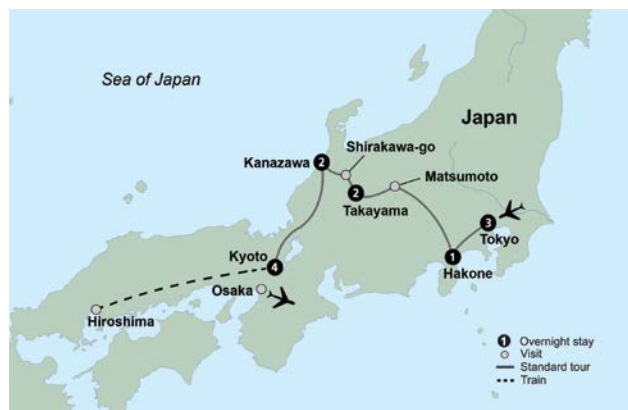 Sea of Japan
Japan
Shirakawa-go
Kanazawa
2
Matsumoto
2
Takayama
3
Tokyo
Kyoto
4
1
Hakone
Osaka
Hiroshima
1 Overnight stay
Visit
Standard tour
Train